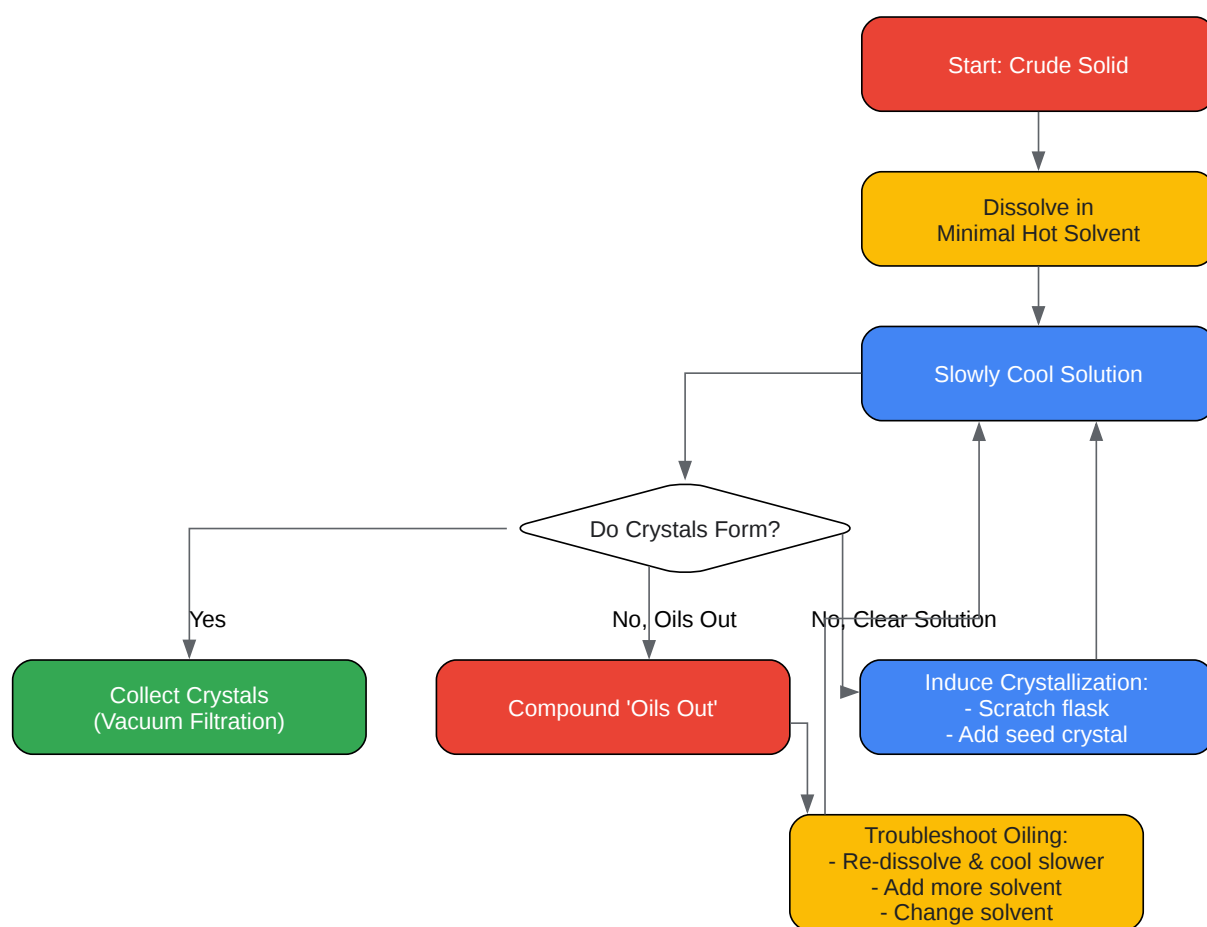 Start: Crude Solid
Dissolve in
Minimal Hot Solvent
Slowly Cool Solution
Do Crystals Form?
Yes
No, Oils Out
No, Clear Solution
Collect Crystals
(Vacuum Filtration)
Compound 'Oils Out'
Induce Crystallization:
- Scratch flask
- Add seed crystal
Troubleshoot Oiling:
- Re-dissolve & cool slower
- Add more solvent
- Change solvent